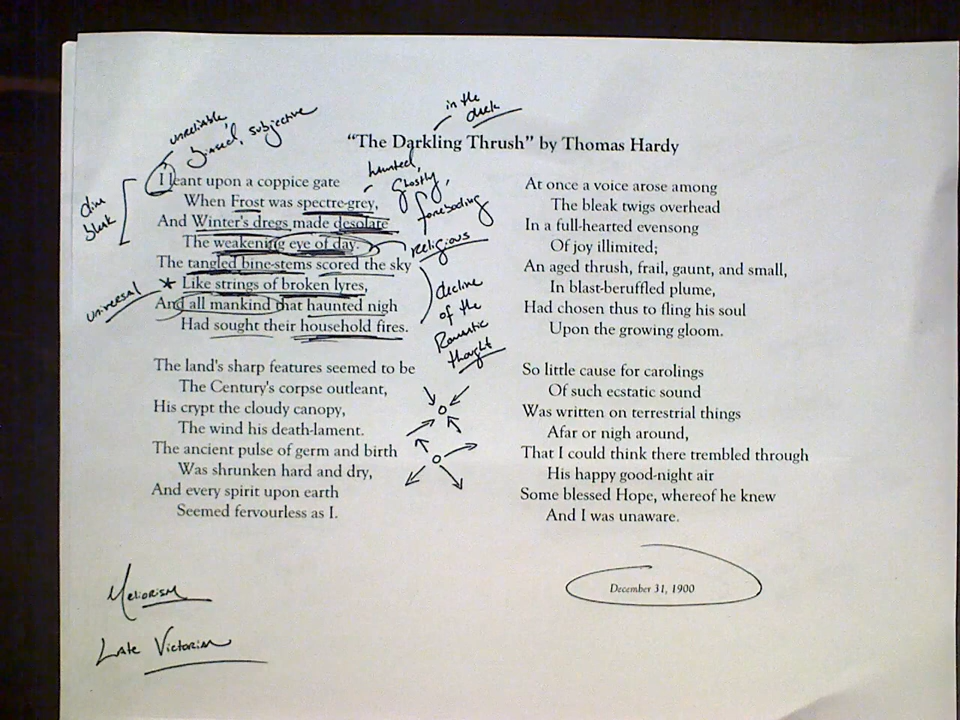 in the
dark
unreliable,
biased, subjective
"The Darkling Thrush" by Thomas Hardy
haunted,
ghostly,
foreboding
dim
bleak
I leant upon a coppice gate
When Frost was spectre-grey,
And Winter's dregs made desolate
The weakening eye of day.
religious
The tangled bine-stems scored the sky
universal
Like strings of broken lyres,
And all mankind that haunted nigh
Had sought their household fires.
decline
of the
Romantic
thought
The land's sharp features seemed to be
The Century's corpse outleant,
His crypt the cloudy canopy,
The wind his death-lament.
The ancient pulse of germ and birth
Was shrunken hard and dry,
And every spirit upon earth
Seemed fervourless as I.
At once a voice arose among
The bleak twigs overhead
In a full-hearted evensong
Of joy illimited;
An aged thrush, frail, gaunt, and small,
In blast-beruffled plume,
Had chosen thus to fling his soul
Upon the growing gloom.
So little cause for carolings
Of such ecstatic sound
Was written on terrestrial things
Afar or nigh around,
That I could think there trembled through
His happy good-night air
Some blessed Hope, whereof he knew
And I was unaware.
December 31, 1900
Meliorism
Late Victorian